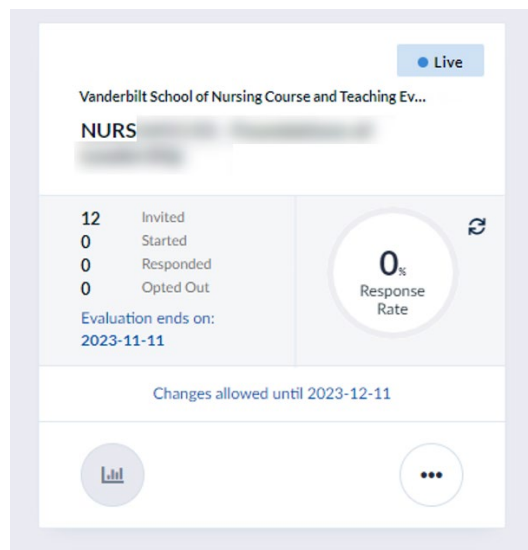 Live
Vanderbilt School of Nursing Course and Teaching Ev...
NURS
12 Invited
0 Started
0 Responded
0 Opted Out
Evaluation ends on:
2023-11-11
0%
Response
Rate
Changes allowed until 2023-12-11